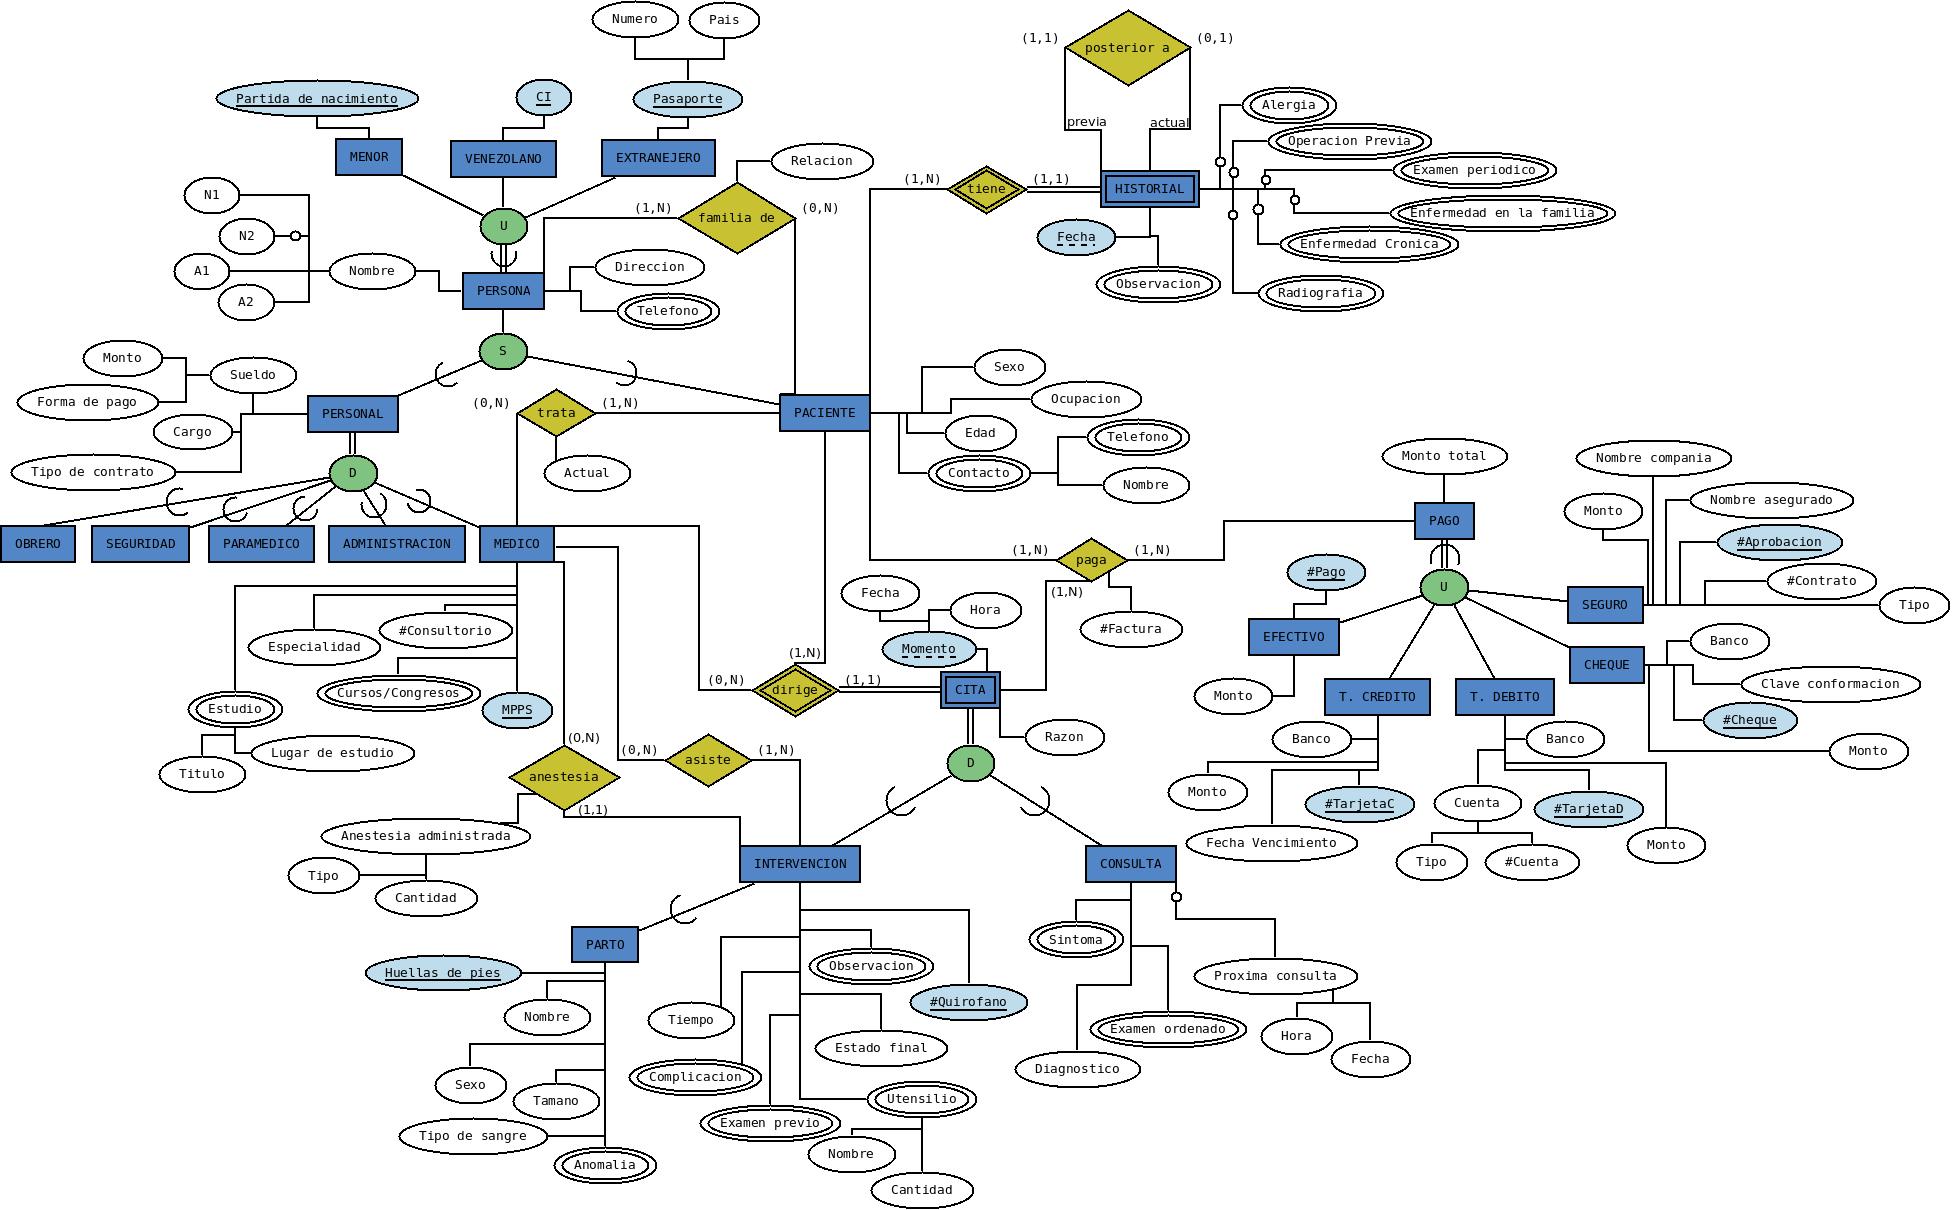 Numero
Pais
posterior a
(1,1)
(0,1)
Partida de nacimiento
CI
Pasaporte
previa
actual
Alergia
Operacion Previa
MENOR
VENEZOLANO
EXTRANEJERO
Relacion
Examen periodico
(1,N)
tiene
(1,1)
HISTORIAL
N1
(1,N)
familia de
(0,N)
Enfermedad en la familia
U
N2
Fecha
Enfermedad Cronica
A1
Nombre
Direccion
PERSONA
Observacion
Radiografia
A2
Telefono
S
Monto
Sueldo
Sexo
Forma de pago
PERSONAL
(0,N)
trata
(1,N)
PACIENTE
Ocupacion
Cargo
Edad
Telefono
Tipo de contrato
D
Actual
Contacto
Nombre
Monto total
Nombre compania
Nombre asegurado
Monto
PAGO
#Aprobacion
OBRERO
SEGURIDAD
PARAMEDICO
ADMINISTRACION
MEDICO
(1,N)
paga
(1,N)
#Pago
#Contrato
Fecha
(1,N)
U
SEGURO
Tipo
Hora
#Consultorio
#Factura
EFECTIVO
Especialidad
Momento
Banco
(1,N)
CHEQUE
Cursos/Congresos
(0,N)
dirige
(1,1)
CITA
Monto
T. CREDITO
T. DEBITO
Clave conformacion
Estudio
MPPS
#Cheque
Lugar de estudio
(0,N)
(0,N)
asiste
(1,N)
Razon
Banco
Banco
Monto
Titulo
anestesia
D
(1,1)
Monto
#TarjetaC
Cuenta
#TarjetaD
Anestesia administrada
Fecha Vencimiento
Monto
Tipo
INTERVENCION
CONSULTA
Tipo
#Cuenta
Cantidad
PARTO
Sintoma
Huellas de pies
Observacion
Proxima consulta
#Quirofano
Nombre
Tiempo
Examen ordenado
Hora
Estado final
Fecha
Sexo
Complicacion
Diagnostico
Tamano
Utensilio
Tipo de sangre
Examen previo
Nombre
Anomalia
Cantidad